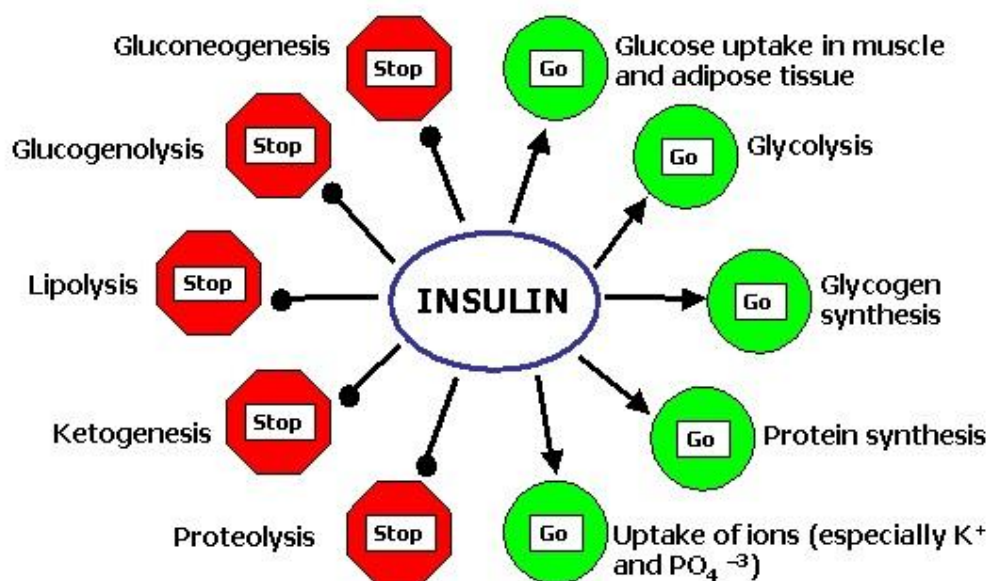 Gluconeogenesis
Stop
Go
Glucose uptake in muscle
and adipose tissue
Glucogenolysis
Stop
Go
Glycolysis
Lipolysis
Stop
INSULIN
Go
Glycogen
synthesis
Ketogenesis
Stop
Go
Protein synthesis
Proteolysis
Stop
Go
Uptake of ions (especially K⁺
and PO₄ ⁻³)